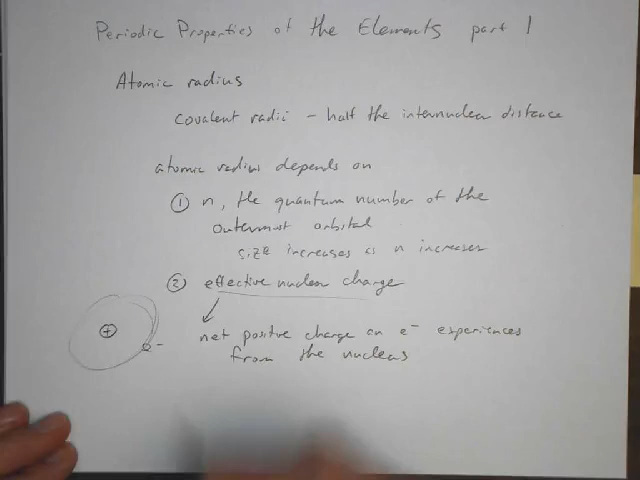 Periodic Properties of the Elements part 1
Atomic radius
covalent radii - half the internuclear distance
atomic radius depends on
① n, the quantum number of the
outermost orbital
size increases as n increases
② effective nuclear charge
net positive charge an e⁻ experiences
from the nucleus
+
-